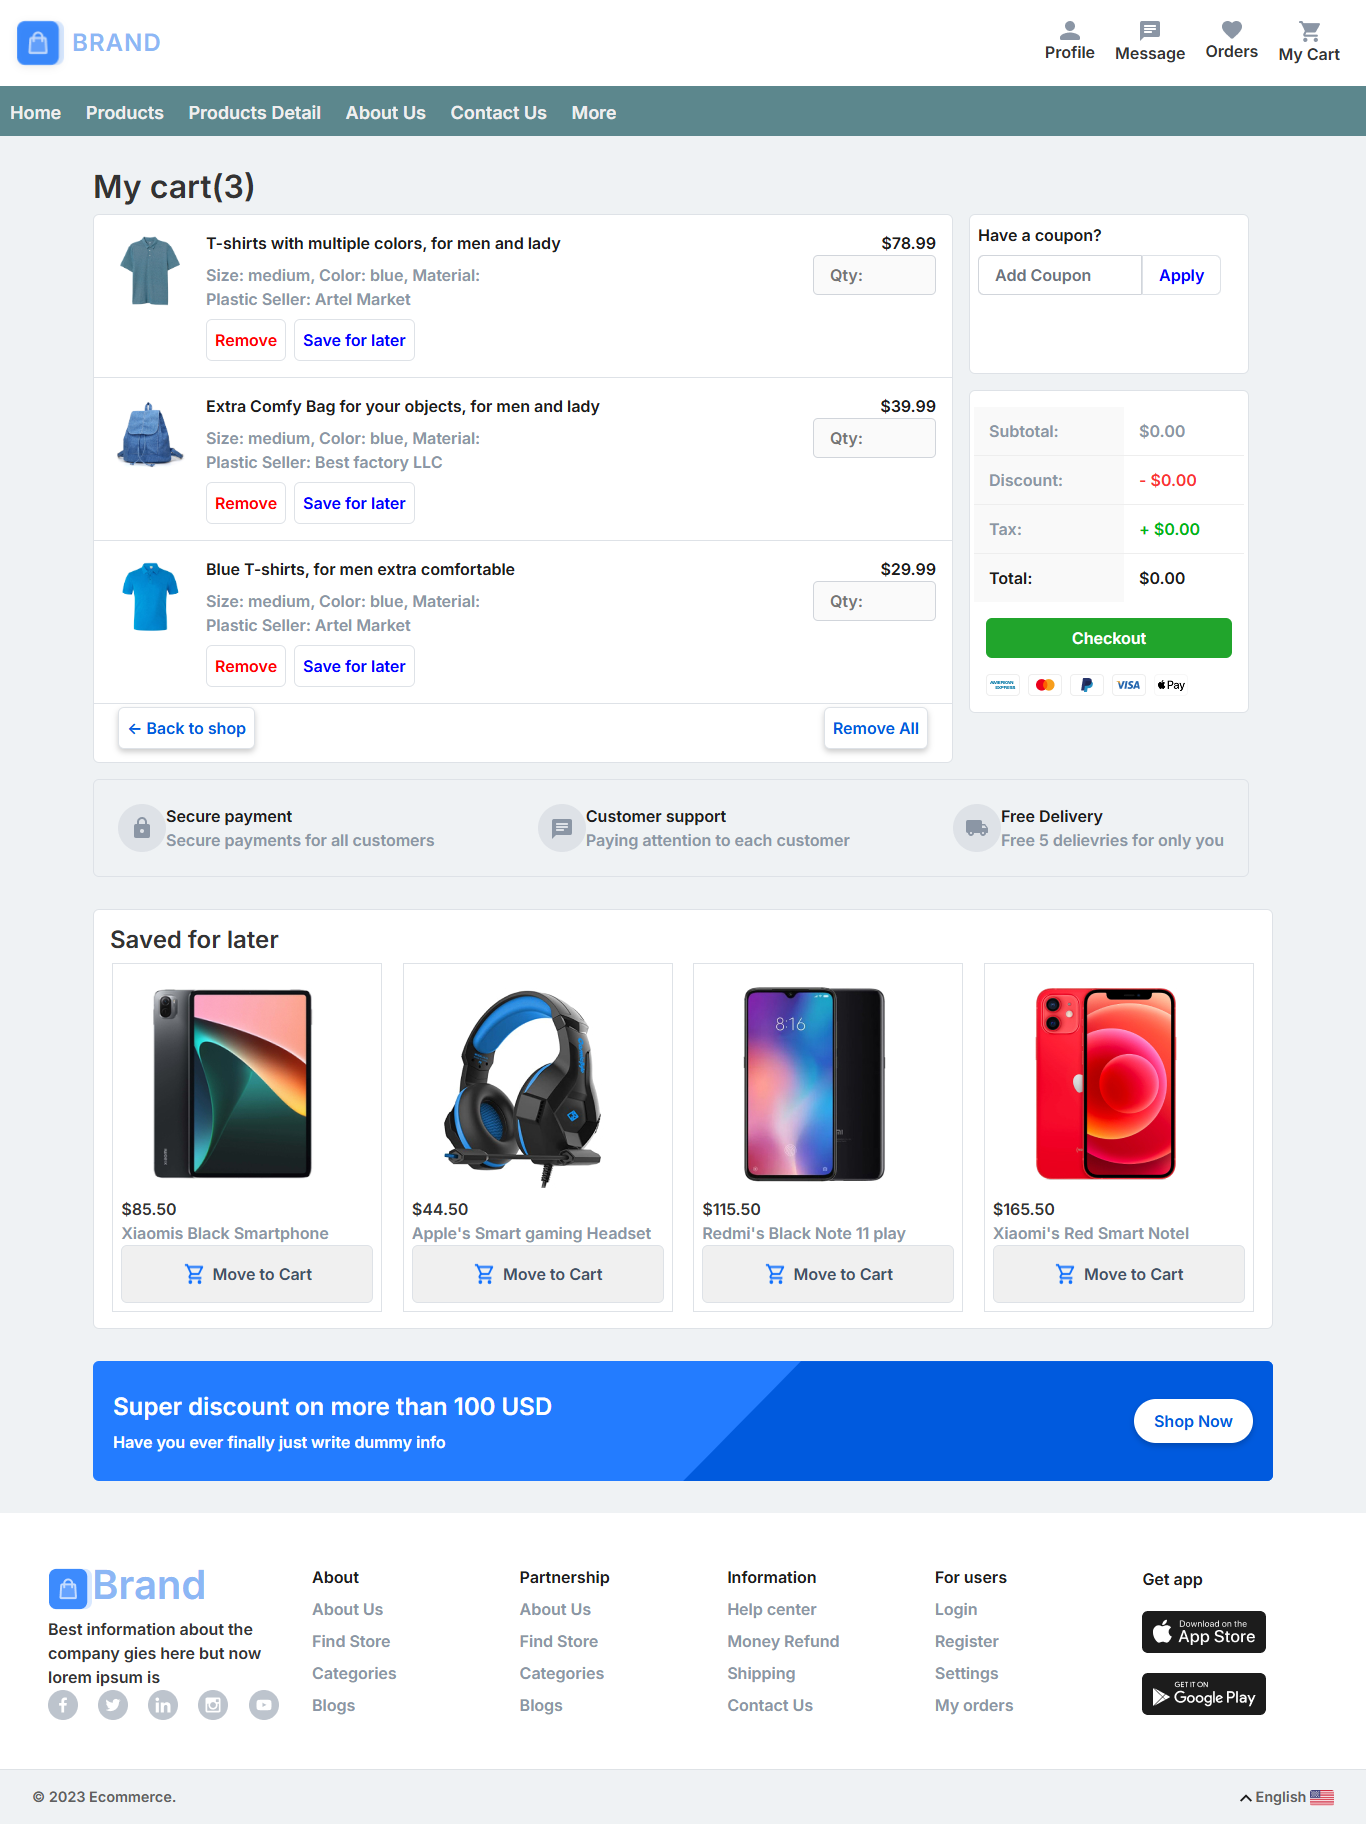 BRAND
Profile
Message
Orders
My Cart
Home
Products
Products Detail
About Us
Contact Us
More
My cart(3)
T-shirts with multiple colors, for men and lady
$78.99
Size: medium, Color: blue, Material:
Plastic Seller: Artel Market
Qty:
Remove
Save for later
Extra Comfy Bag for your objects, for men and lady
$39.99
Size: medium, Color: blue, Material:
Plastic Seller: Best factory LLC
Qty:
Remove
Save for later
Blue T-shirts, for men extra comfortable
$29.99
Size: medium, Color: blue, Material:
Plastic Seller: Artel Market
Qty:
Remove
Save for later
← Back to shop
Remove All
Have a coupon?
Add Coupon
Apply
Subtotal:
$0.00
Discount:
- $0.00
Tax:
+ $0.00
Total:
$0.00
Checkout
AMERICAN
EXPRESS
VISA
Pay
Secure payment
Secure payments for all customers
Customer support
Paying attention to each customer
Free Delivery
Free 5 delievries for only you
Saved for later
8:16
$85.50
Xiaomis Black Smartphone
Move to Cart
$44.50
Apple's Smart gaming Headset
Move to Cart
$115.50
Redmi's Black Note 11 play
Move to Cart
$165.50
Xiaomi's Red Smart Notel
Move to Cart
Super discount on more than 100 USD
Have you ever finally just write dummy info
Shop Now
Brand
Best information about the
company gies here but now
lorem ipsum is
About
About Us
Find Store
Categories
Blogs
Partnership
About Us
Find Store
Categories
Blogs
Information
Help center
Money Refund
Shipping
Contact Us
For users
Login
Register
Settings
My orders
Get app
Download on the
App Store
GET IT ON
Google Play
© 2023 Ecommerce.
English